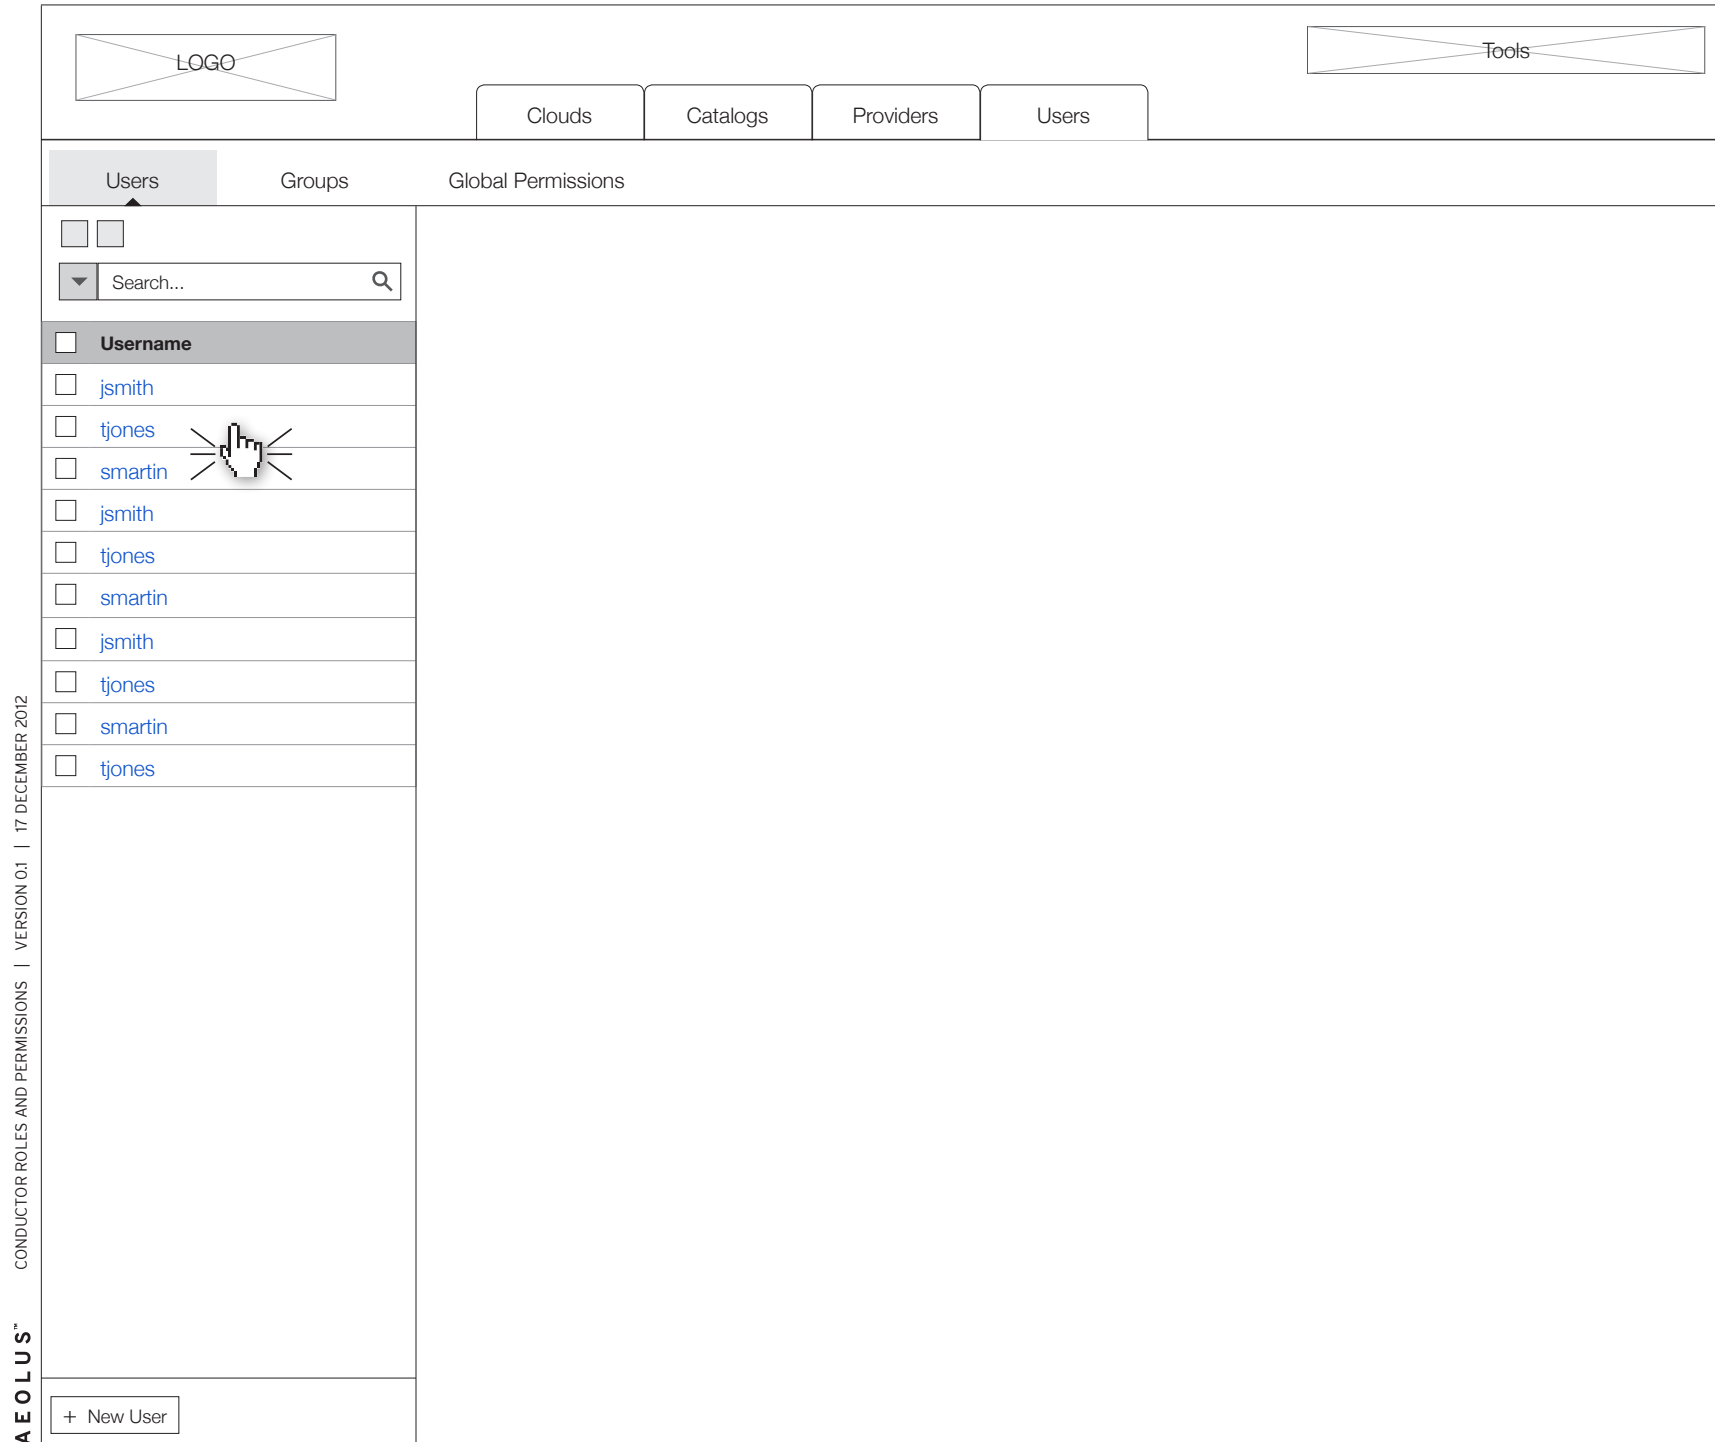 LOGO
Tools
Clouds
Catalogs
Providers
Users
Users
Groups
Global Permissions
Search...
Username
jsmith
tjones
smartin
jsmith
tjones
smartin
jsmith
tjones
smartin
tjones
+ New User
AEOLUS™ CONDUCTOR ROLES AND PERMISSIONS | VERSION 0.1 | 17 DECEMBER 2012